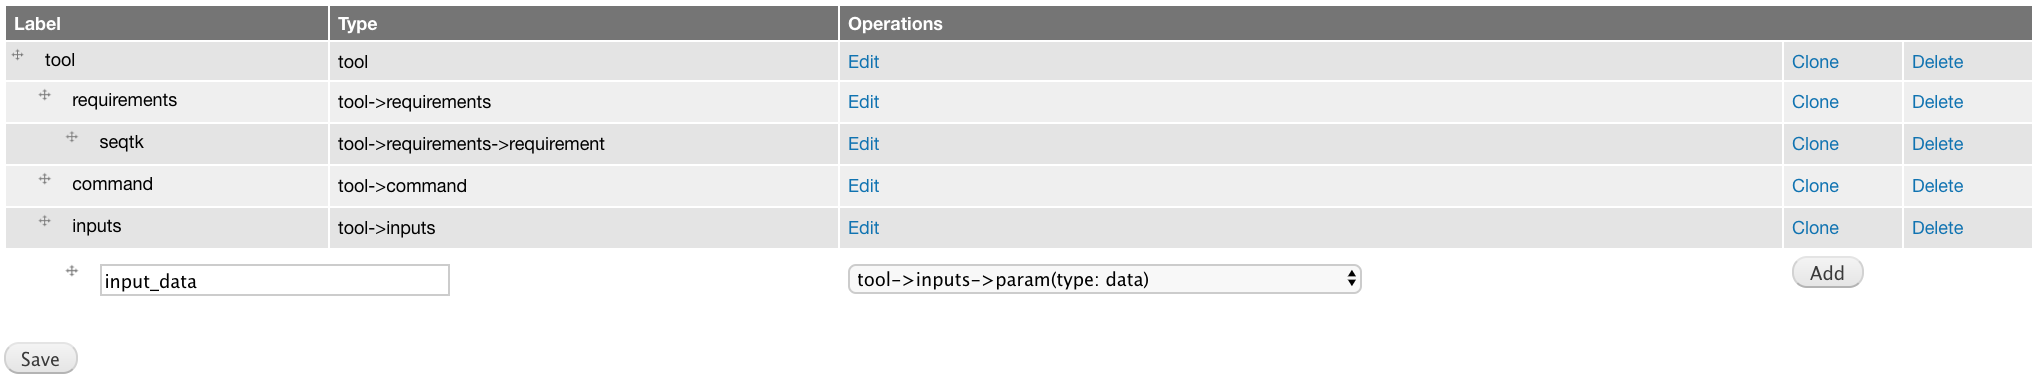 Label Type Operations
tool tool Edit Clone Delete
requirements tool->requirements Edit Clone Delete
seqtk tool->requirements->requirement Edit Clone Delete
command tool->command Edit Clone Delete
inputs tool->inputs Edit Clone Delete
input_data tool->inputs->param(type: data) Add
Save